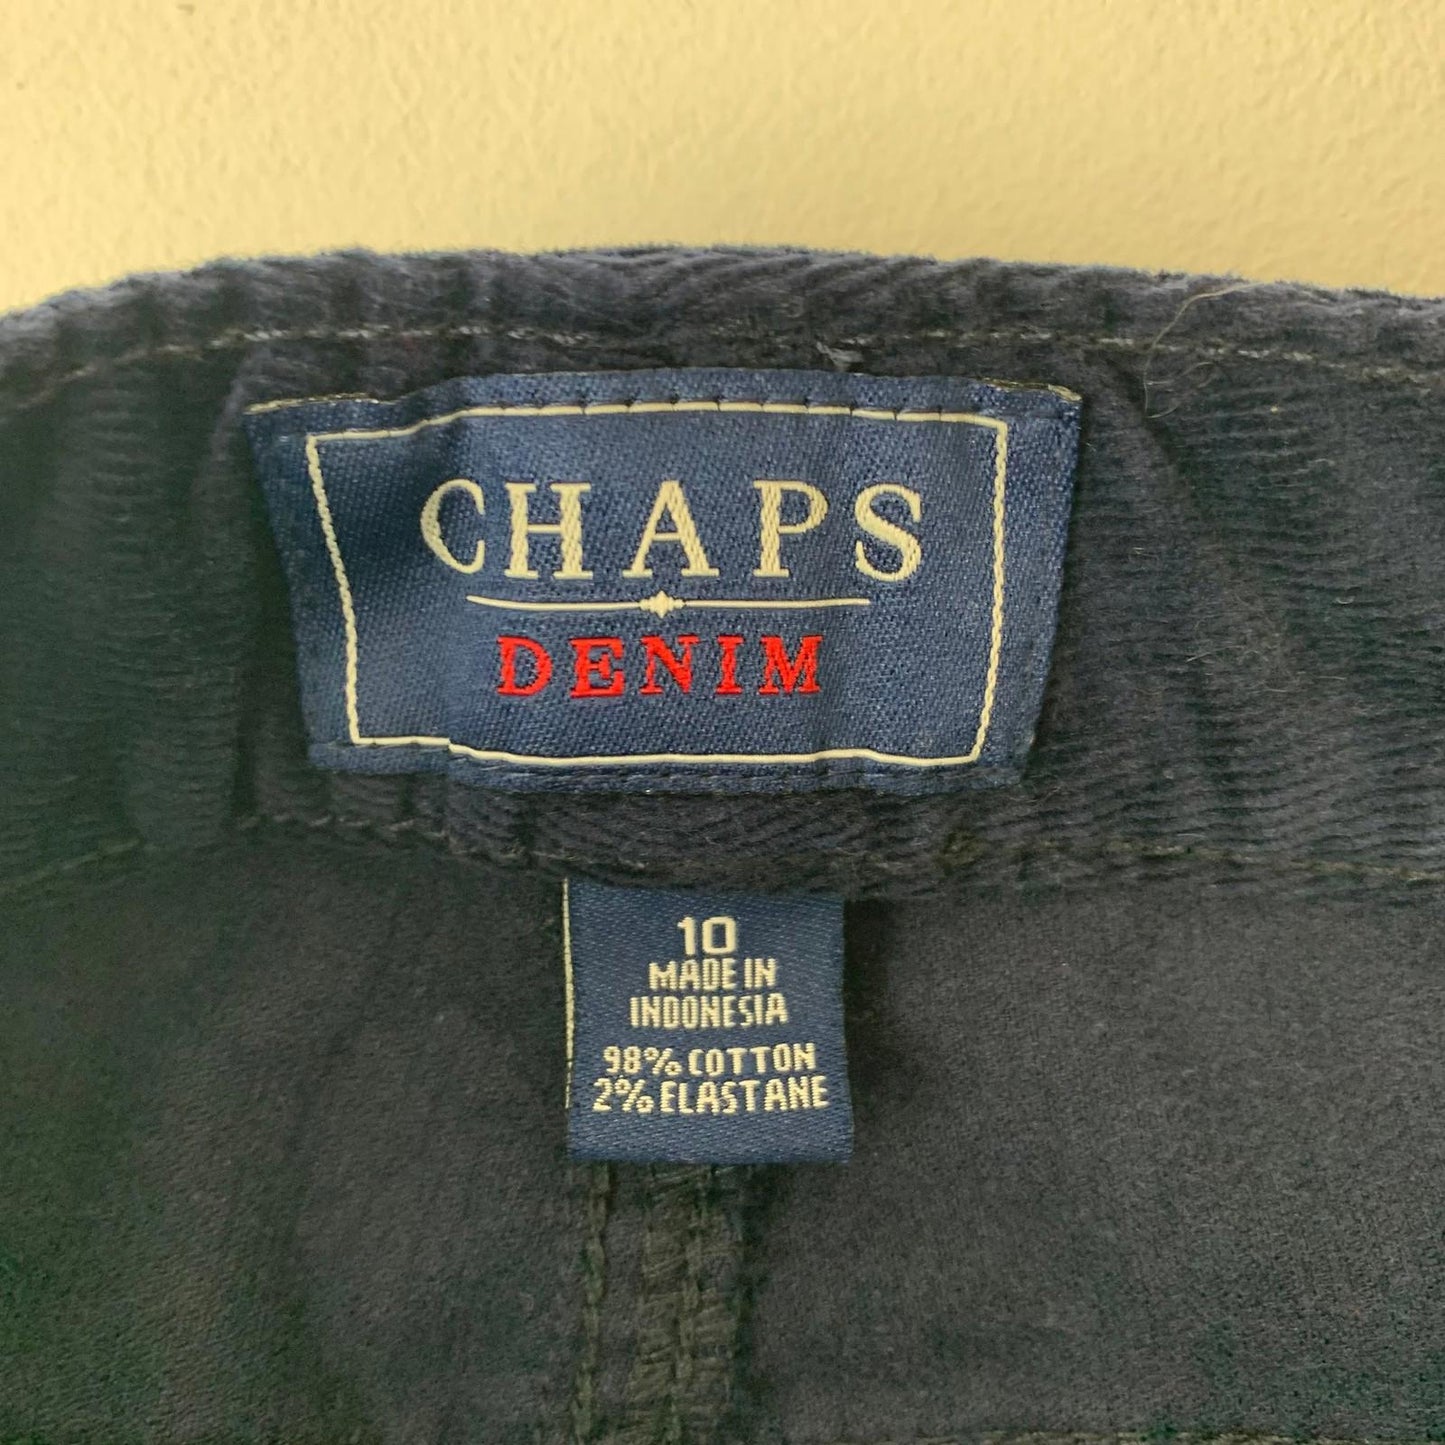 CHAPS
DENIM
10
MADE IN
INDONESIA
98% COTTON
2% ELASTANE